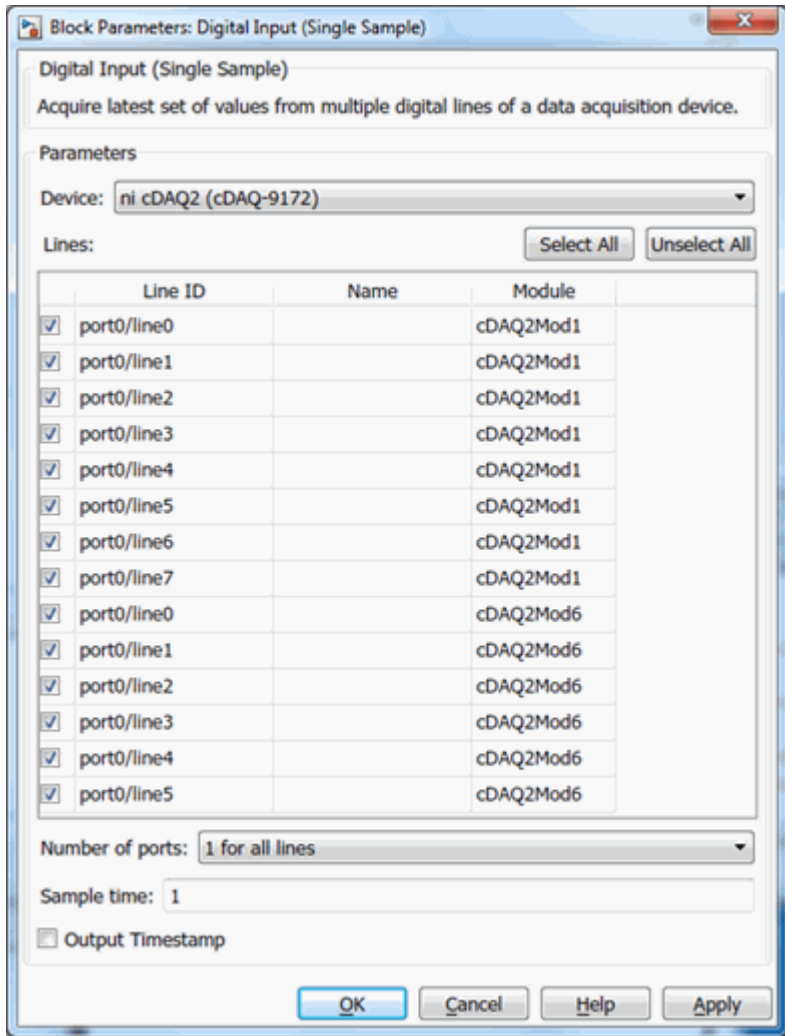 Block Parameters: Digital Input (Single Sample)
Digital Input (Single Sample)
Acquire latest set of values from multiple digital lines of a data acquisition device.
Parameters
Device: ni cDAQ2 (cDAQ-9172)
Lines: Select All Unselect All
Line ID Name Module
port0/line0 cDAQ2Mod1
port0/line1 cDAQ2Mod1
port0/line2 cDAQ2Mod1
port0/line3 cDAQ2Mod1
port0/line4 cDAQ2Mod1
port0/line5 cDAQ2Mod1
port0/line6 cDAQ2Mod1
port0/line7 cDAQ2Mod1
port0/line0 cDAQ2Mod6
port0/line1 cDAQ2Mod6
port0/line2 cDAQ2Mod6
port0/line3 cDAQ2Mod6
port0/line4 cDAQ2Mod6
port0/line5 cDAQ2Mod6
Number of ports: 1 for all lines
Sample time: 1
Output Timestamp
OK Cancel Help Apply